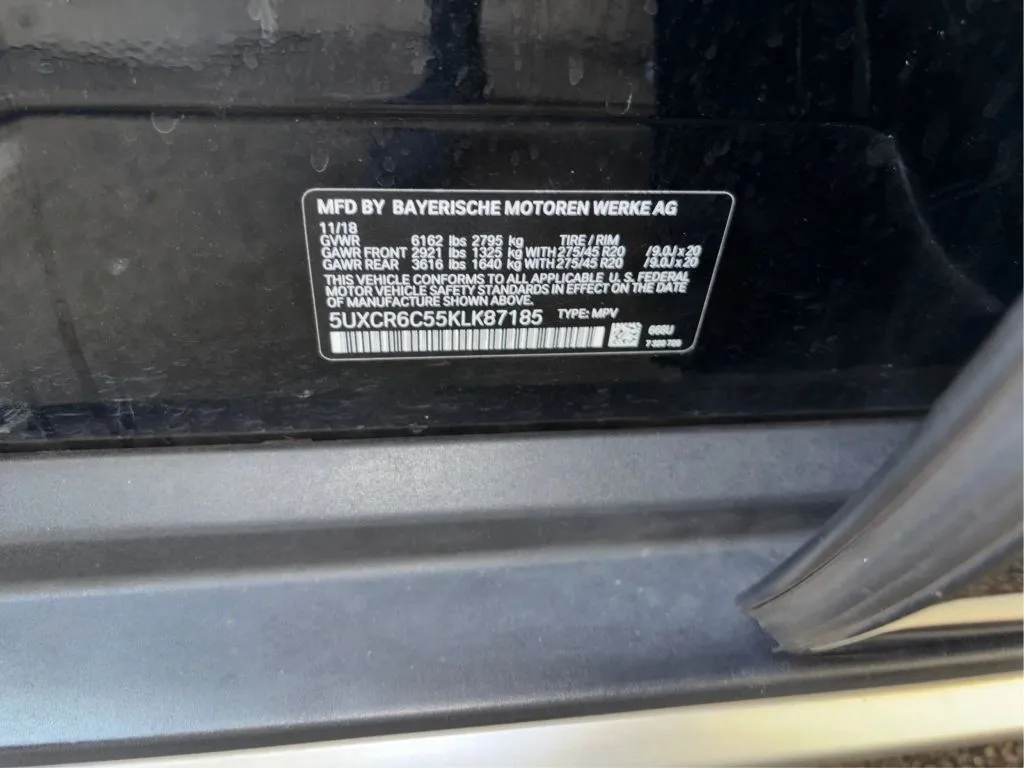 MFD BY BAYERISCHE MOTOREN WERKE AG
11/18
GVWR 6162 lbs 2795 kg TIRE / RIM
GAWR FRONT 2921 lbs 1325 kg WITH 275/45 R20 /9.0J x 20
GAWR REAR 3616 lbs 1640 kg WITH 275/45 R20 /9.0J x 20
THIS VEHICLE CONFORMS TO ALL APPLICABLE U. S. FEDERAL
MOTOR VEHICLE SAFETY STANDARDS IN EFFECT ON THE DATE
OF MANUFACTURE SHOWN ABOVE.
5UXCR6C55KLK87185 TYPE: MPV